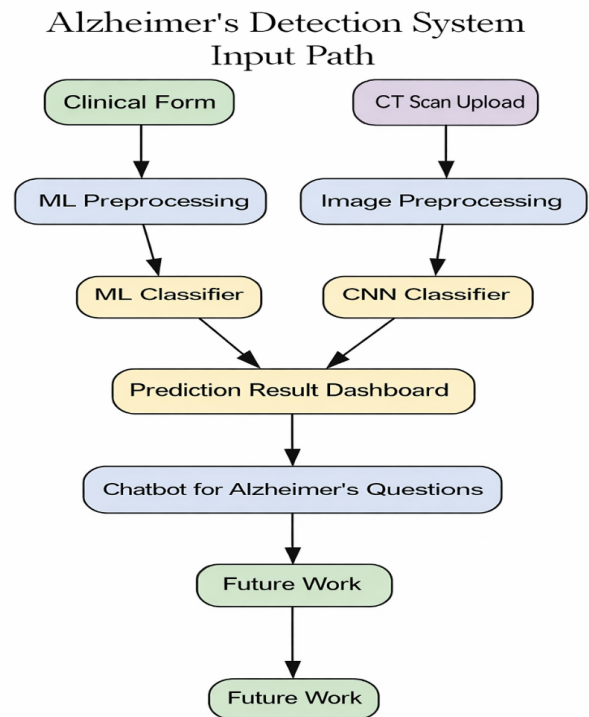 Alzheimer's Detection System
Input Path
Clinical Form
CT Scan Upload
ML Preprocessing
Image Preprocessing
ML Classifier
CNN Classifier
Prediction Result Dashboard
Chatbot for Alzheimer's Questions
Future Work
Future Work